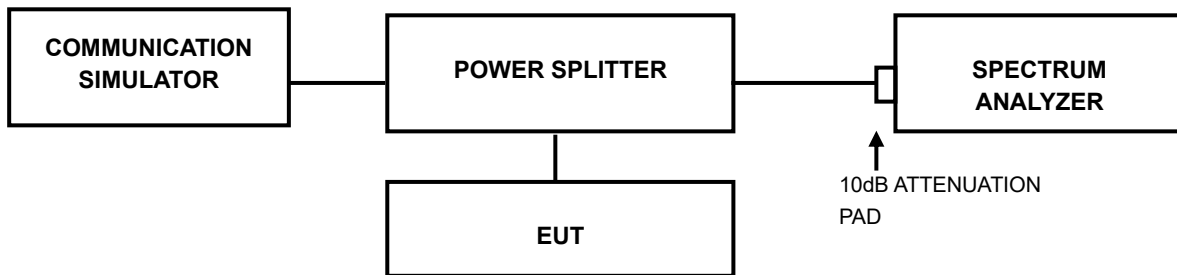 COMMUNICATION
SIMULATOR
POWER SPLITTER
SPECTRUM
ANALYZER
10dB ATTENUATION
PAD
EUT